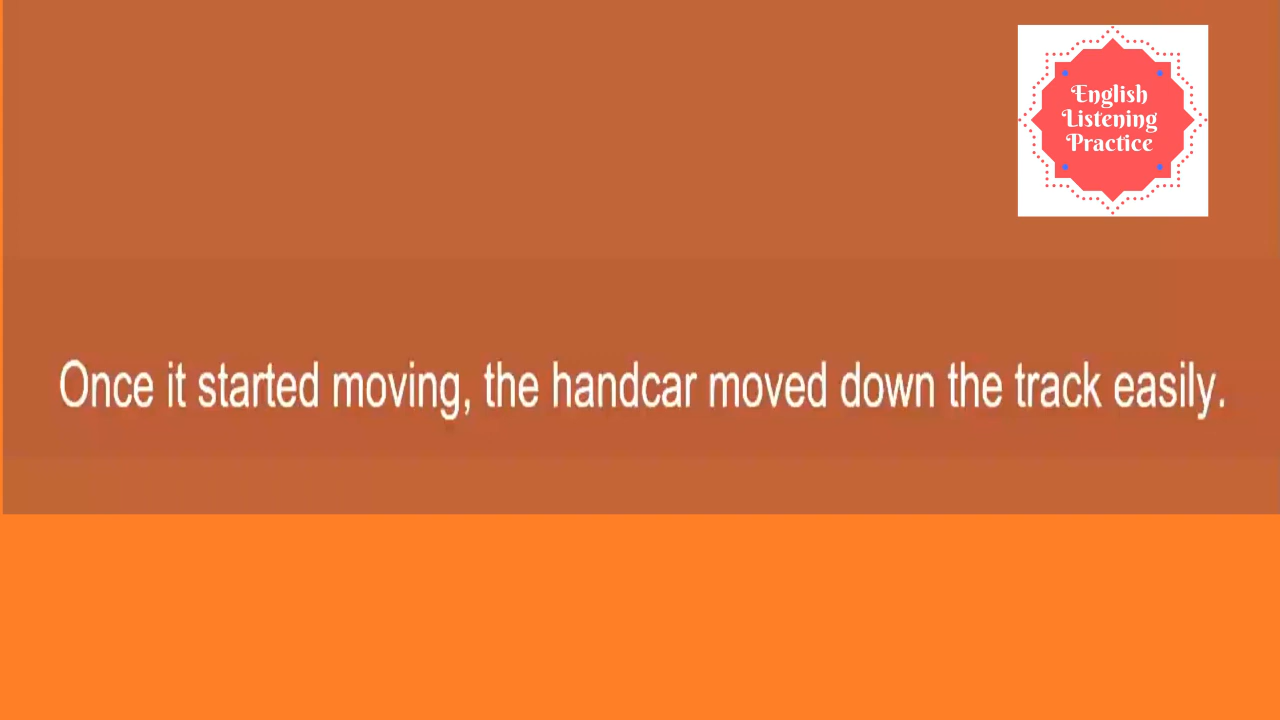 English
Listening
Practice
Once it started moving, the handcar moved down the track easily.